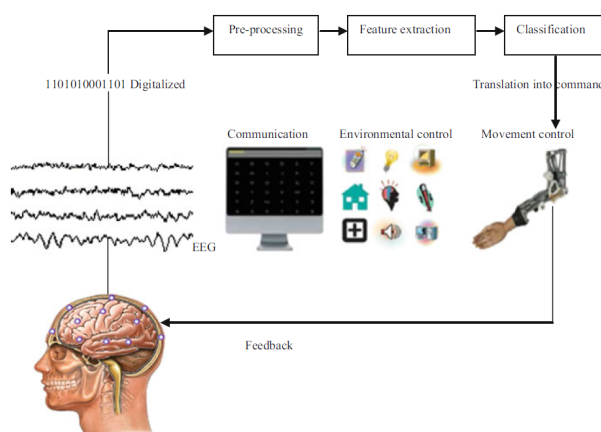 Pre-processing
Feature extraction
Classification
1101010001101 Digitalized
Translation into command
Communication
Environmental control
Movement control
EEG
Feedback